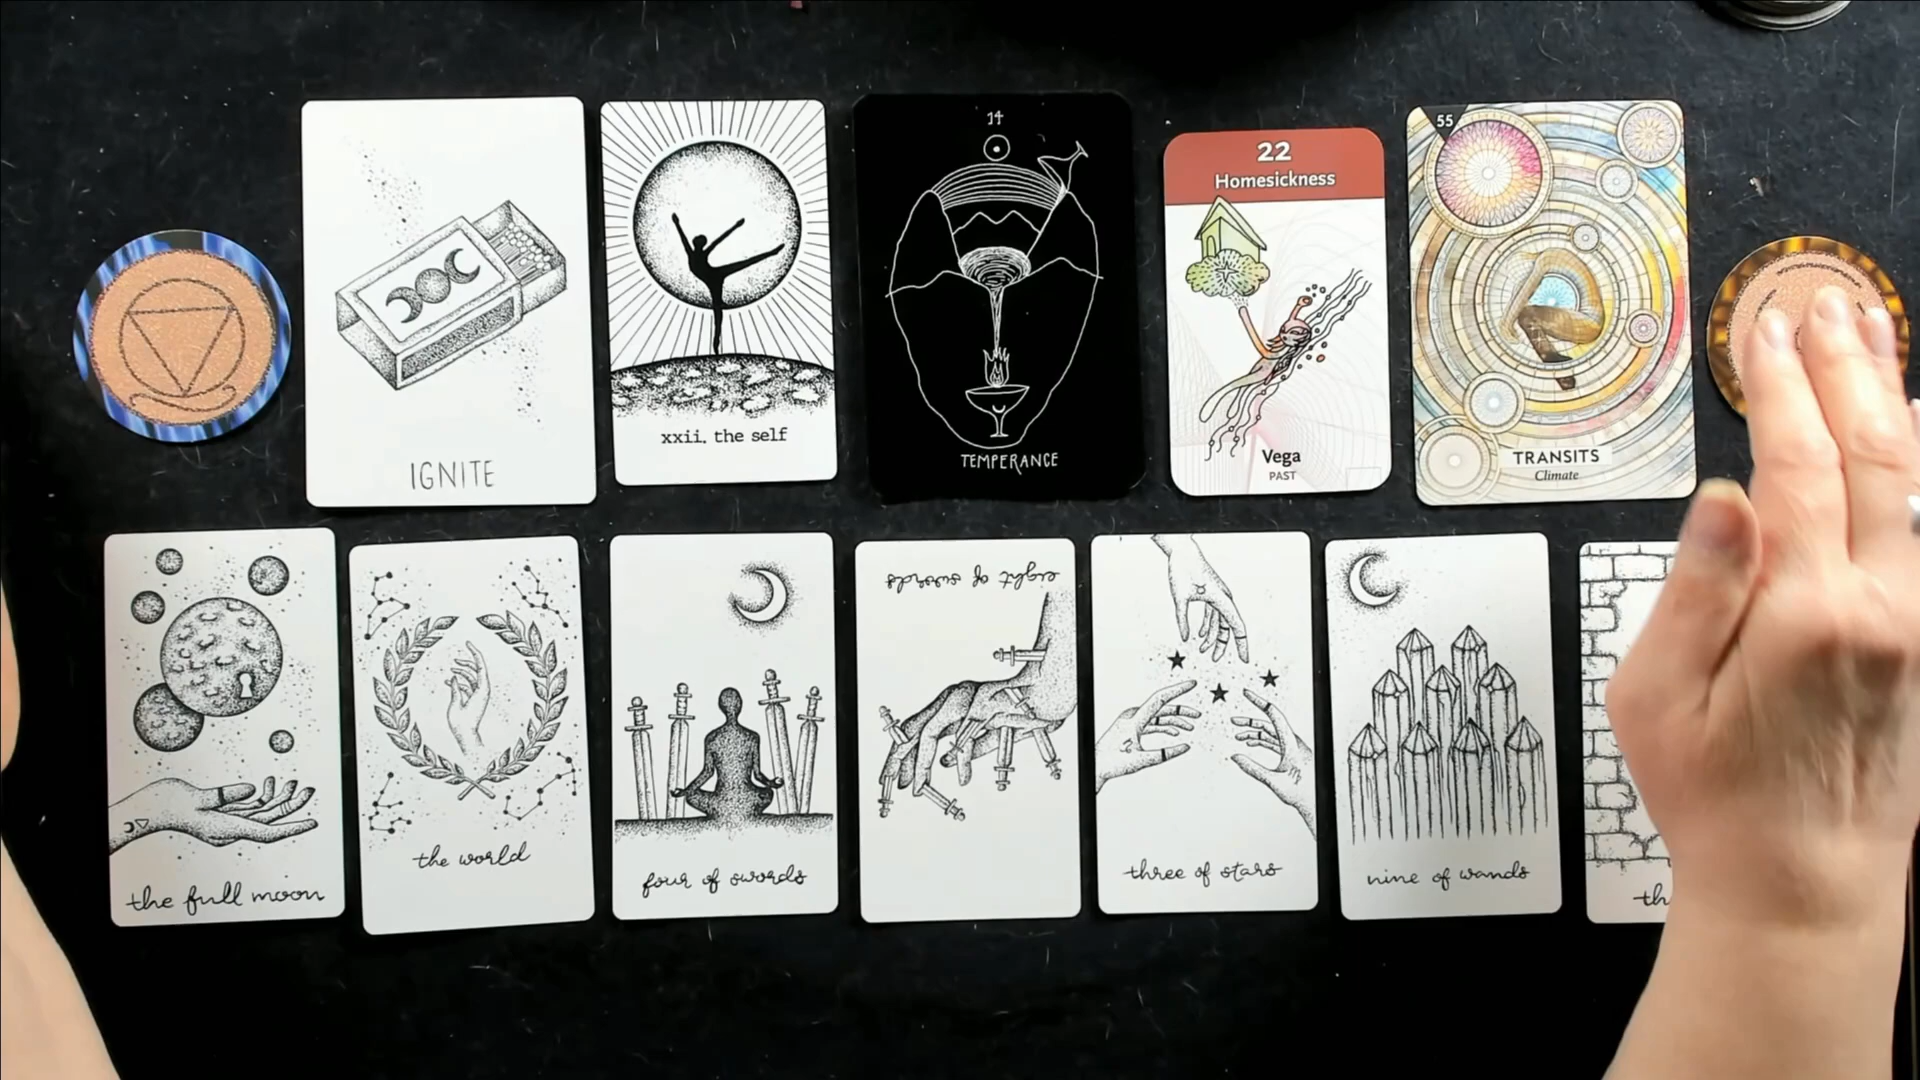 IGNITE
xxii. the self
14
TEMPERANCE
22
Homesickness
Vega
PAST
55
TRANSITS
Climate
the full moon
the world
four of swords
eight of swords
three of stars
nine of wands
th